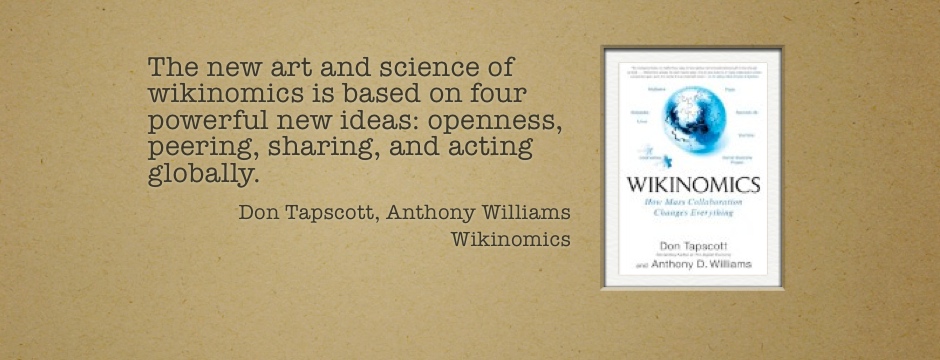 The new art and science of
wikinomics is based on four
powerful new ideas: openness,
peering, sharing, and acting
globally.
Don Tapscott, Anthony Williams
Wikinomics
WIKINOMICS
How Mass Collaboration
Changes Everything
Don Tapscott
and Anthony D. Williams